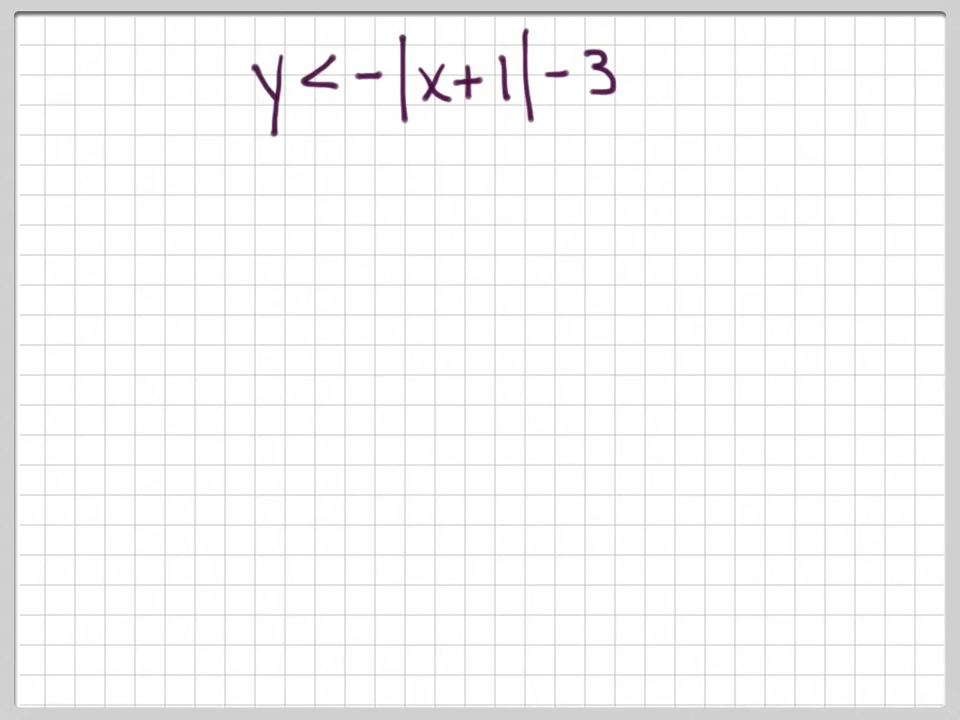 y < - |x+1| - 3